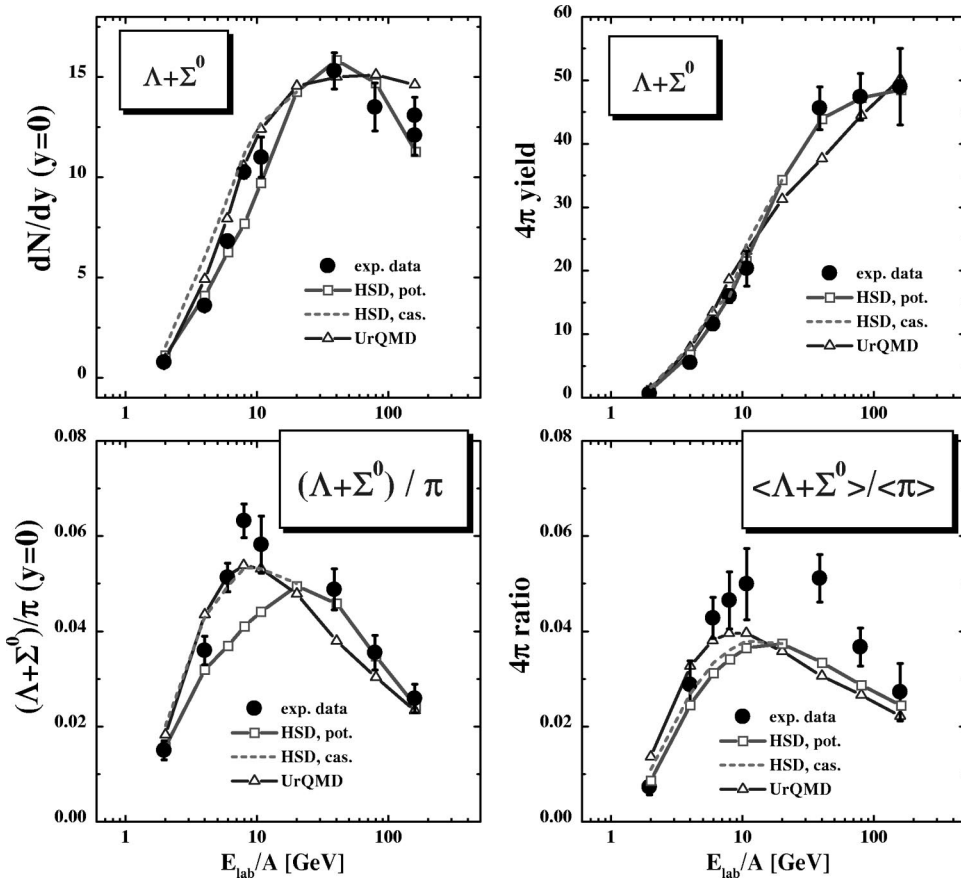 Λ+Σ⁰
dN/dy (y=0)
15
10
5
0
1
10
100
exp. data
HSD, pot.
HSD, cas.
UrQMD
Λ+Σ⁰
4π yield
60
50
40
30
20
10
0
1
10
100
exp. data
HSD, pot.
HSD, cas.
UrQMD
(Λ+Σ⁰) / π
(Λ+Σ⁰)/π (y=0)
0.08
0.06
0.04
0.02
0.00
1
10
100
E_lab/A [GeV]
exp. data
HSD, pot.
HSD, cas.
UrQMD
<Λ+Σ⁰>/<π>
4π ratio
0.08
0.06
0.04
0.02
0.00
1
10
100
E_lab/A [GeV]
exp. data
HSD, pot.
HSD, cas.
UrQMD